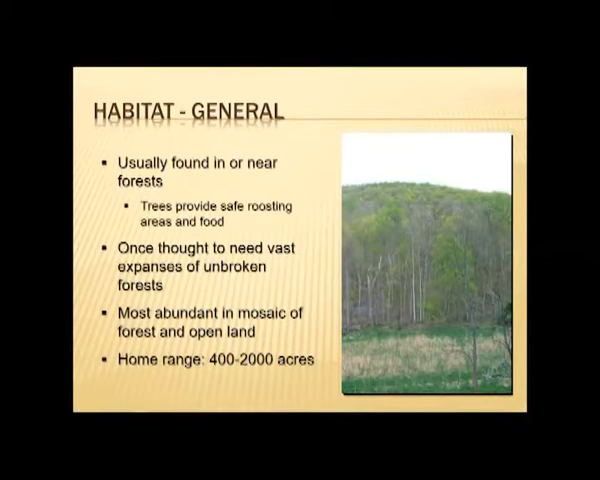 HABITAT - GENERAL
▪ Usually found in or near
forests
▪ Trees provide safe roosting
areas and food
▪ Once thought to need vast
expanses of unbroken
forests
▪ Most abundant in mosaic of
forest and open land
▪ Home range: 400-2000 acres